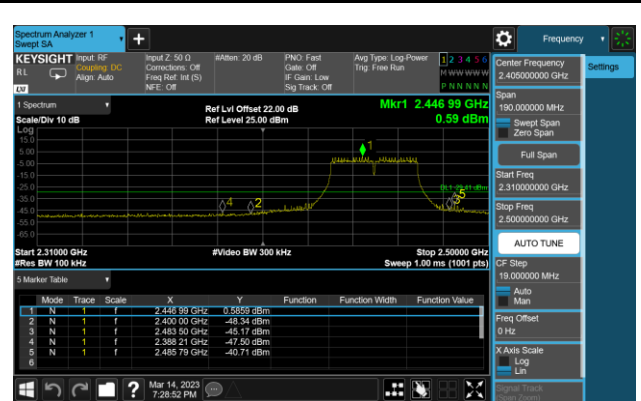 Spectrum Analyzer 1
Swept SA
+
Frequency
KEYSIGHT
RL
LXI
Input: RF
Coupling: DC
Align: Auto
Input Z: 50 Ω
Corrections: Off
Freq Ref: Int (S)
NFE: Off
#Atten: 20 dB
PNO: Fast
Gate: Off
IF Gain: Low
Sig Track: Off
Avg Type: Log-Power
Trig: Free Run
1 2 3 4 5 6
M W W W W W
P N N N N N
1 Spectrum
Scale/Div 10 dB
Log
Ref Lvl Offset 22.00 dB
Ref Level 25.00 dBm
Mkr1 2.446 99 GHz
0.59 dBm
15.0
5.00
-5.00
-15.0
-25.0
-35.0
-45.0
-55.0
-65.0
1
2
4
5
Start 2.31000 GHz
#Res BW 100 kHz
#Video BW 300 kHz
Stop 2.50000 GHz
Sweep 1.00 ms (1001 pts)
5 Marker Table
Mode Trace Scale X Y Function Function Width Function Value
1 N 1 f 2.446 99 GHz 0.5859 dBm
2 N 1 f 2.400 00 GHz -48.34 dBm
3 N 1 f 2.483 50 GHz -45.17 dBm
4 N 1 f 2.388 21 GHz -47.50 dBm
5 N 1 f 2.485 79 GHz -40.71 dBm
6
Mar 14, 2023
7:28:52 PM
?
Center Frequency
2.405000000 GHz
Span
190.000000 MHz
Swept Span
Zero Span
Full Span
Start Freq
2.310000000 GHz
Stop Freq
2.500000000 GHz
AUTO TUNE
CF Step
19.000000 MHz
Auto
Man
Freq Offset
0 Hz
X Axis Scale
Log
Lin
Signal Track
(Span Zoom)
Settings